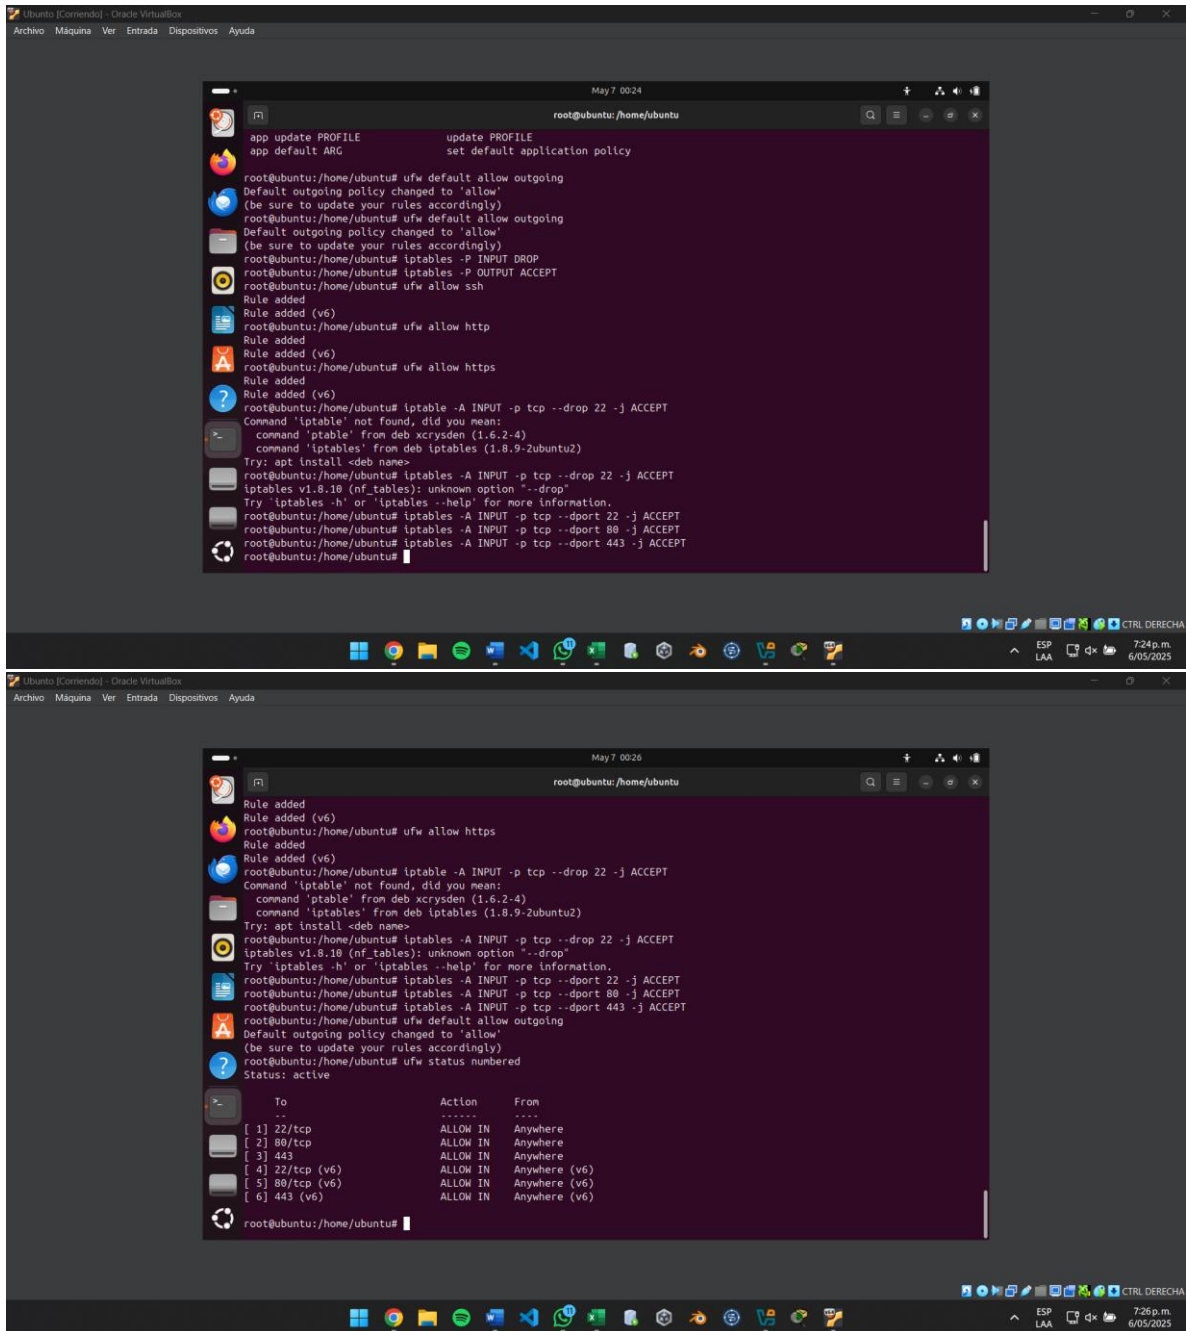 Ubunto [Corriendo] - Oracle VirtualBox
Archivo Máquina Ver Entrada Dispositivos Ayuda
May 7 00:24
root@ubuntu: /home/ubuntu
app update PROFILE update PROFILE
app default ARG set default application policy
root@ubuntu:/home/ubuntu# ufw default allow outgoing
Default outgoing policy changed to 'allow'
(be sure to update your rules accordingly)
root@ubuntu:/home/ubuntu# ufw default allow outgoing
Default outgoing policy changed to 'allow'
(be sure to update your rules accordingly)
root@ubuntu:/home/ubuntu# iptables -P INPUT DROP
root@ubuntu:/home/ubuntu# iptables -P OUTPUT ACCEPT
root@ubuntu:/home/ubuntu# ufw allow ssh
Rule added
Rule added (v6)
root@ubuntu:/home/ubuntu# ufw allow http
Rule added
Rule added (v6)
root@ubuntu:/home/ubuntu# ufw allow https
Rule added
Rule added (v6)
root@ubuntu:/home/ubuntu# iptable -A INPUT -p tcp --drop 22 -j ACCEPT
Command 'iptable' not found, did you mean:
command 'ptable' from deb xcrysden (1.6.2-4)
command 'iptables' from deb iptables (1.8.9-2ubuntu2)
Try: apt install <deb name>
root@ubuntu:/home/ubuntu# iptables -A INPUT -p tcp --drop 22 -j ACCEPT
iptables v1.8.10 (nf_tables): unknown option "--drop"
Try `iptables -h' or 'iptables --help' for more information.
root@ubuntu:/home/ubuntu# iptables -A INPUT -p tcp --dport 22 -j ACCEPT
root@ubuntu:/home/ubuntu# iptables -A INPUT -p tcp --dport 80 -j ACCEPT
root@ubuntu:/home/ubuntu# iptables -A INPUT -p tcp --dport 443 -j ACCEPT
root@ubuntu:/home/ubuntu#
CTRL DERECHA
ESP
LAA
7:24 p.m.
6/05/2025
Ubunto [Corriendo] - Oracle VirtualBox
Archivo Máquina Ver Entrada Dispositivos Ayuda
May 7 00:26
root@ubuntu: /home/ubuntu
Rule added
Rule added (v6)
root@ubuntu:/home/ubuntu# ufw allow https
Rule added
Rule added (v6)
root@ubuntu:/home/ubuntu# iptable -A INPUT -p tcp --drop 22 -j ACCEPT
Command 'iptable' not found, did you mean:
command 'ptable' from deb xcrysden (1.6.2-4)
command 'iptables' from deb iptables (1.8.9-2ubuntu2)
Try: apt install <deb name>
root@ubuntu:/home/ubuntu# iptables -A INPUT -p tcp --drop 22 -j ACCEPT
iptables v1.8.10 (nf_tables): unknown option "--drop"
Try `iptables -h' or 'iptables --help' for more information.
root@ubuntu:/home/ubuntu# iptables -A INPUT -p tcp --dport 22 -j ACCEPT
root@ubuntu:/home/ubuntu# iptables -A INPUT -p tcp --dport 80 -j ACCEPT
root@ubuntu:/home/ubuntu# iptables -A INPUT -p tcp --dport 443 -j ACCEPT
root@ubuntu:/home/ubuntu# ufw default allow outgoing
Default outgoing policy changed to 'allow'
(be sure to update your rules accordingly)
root@ubuntu:/home/ubuntu# ufw status numbered
Status: active
To Action From
-- ------ ----
[ 1] 22/tcp ALLOW IN Anywhere
[ 2] 80/tcp ALLOW IN Anywhere
[ 3] 443 ALLOW IN Anywhere
[ 4] 22/tcp (v6) ALLOW IN Anywhere (v6)
[ 5] 80/tcp (v6) ALLOW IN Anywhere (v6)
[ 6] 443 (v6) ALLOW IN Anywhere (v6)
root@ubuntu:/home/ubuntu#
CTRL DERECHA
ESP
LAA
7:26 p.m.
6/05/2025